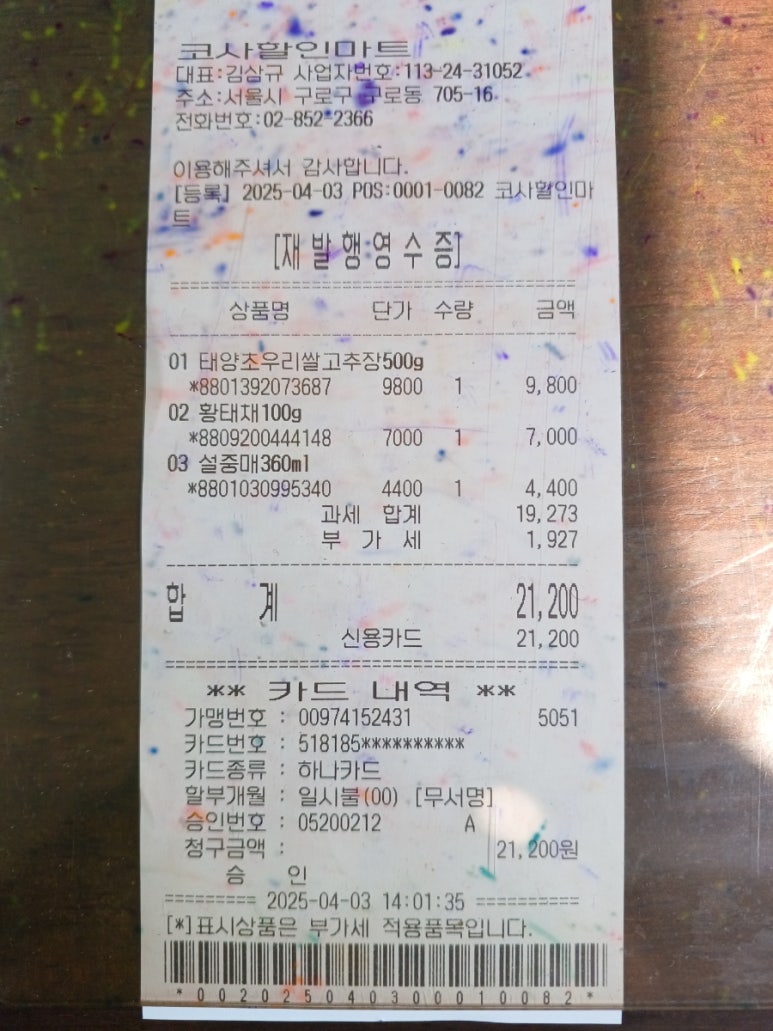 코사할인마트
대표:김삼규 사업자번호:113-24-31052
주소:서울시 구로구 구로동 705-16
전화번호:02-852-2366
이용해주셔서 감사합니다.
[등록] 2025-04-03 POS:0001-0082 코사할인마
트
[재발행영수증]
==================================
상품명 단가 수량 금액
----------------------------------
01 태양초우리쌀고추장500g
*8801392073687 9800 1 9,800
02 황태채100g
*8809200444148 7000 1 7,000
03 설중매360ml
*8801030995340 4400 1 4,400
과세 합계 19,273
부 가 세 1,927
----------------------------------
합 계 21,200
신용카드 21,200
==================================
** 카드 내역 **
가맹번호 : 00974152431 5051
카드번호 : 518185**********
카드종류 : 하나카드
할부개월 : 일시불(00) [무서명]
승인번호 : 05200212 A
청구금액 : 21,200원
승 인
========= 2025-04-03 14:01:35 ==========
[*]표시상품은 부가세 적용품목입니다.
*002025040300010082*